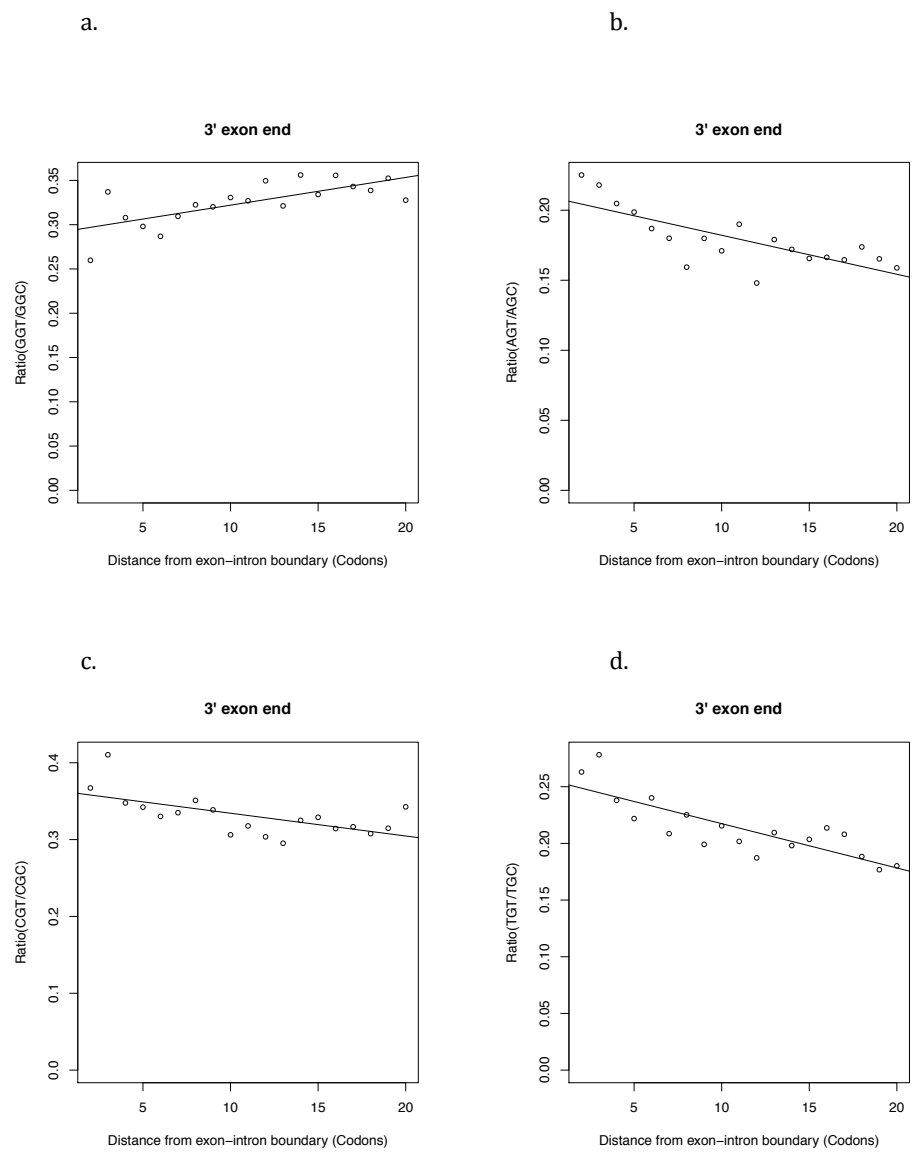 a.
3' exon end
Ratio(GGT/GGC)
0.35
0.30
0.25
0.20
0.15
0.10
0.05
0.00
5 10 15 20
Distance from exon−intron boundary (Codons)
b.
3' exon end
Ratio(AGT/AGC)
0.20
0.15
0.10
0.05
0.00
5 10 15 20
Distance from exon−intron boundary (Codons)
c.
3' exon end
Ratio(CGT/CGC)
0.4
0.3
0.2
0.1
0.0
5 10 15 20
Distance from exon−intron boundary (Codons)
d.
3' exon end
Ratio(TGT/TGC)
0.25
0.20
0.15
0.10
0.05
0.00
5 10 15 20
Distance from exon−intron boundary (Codons)